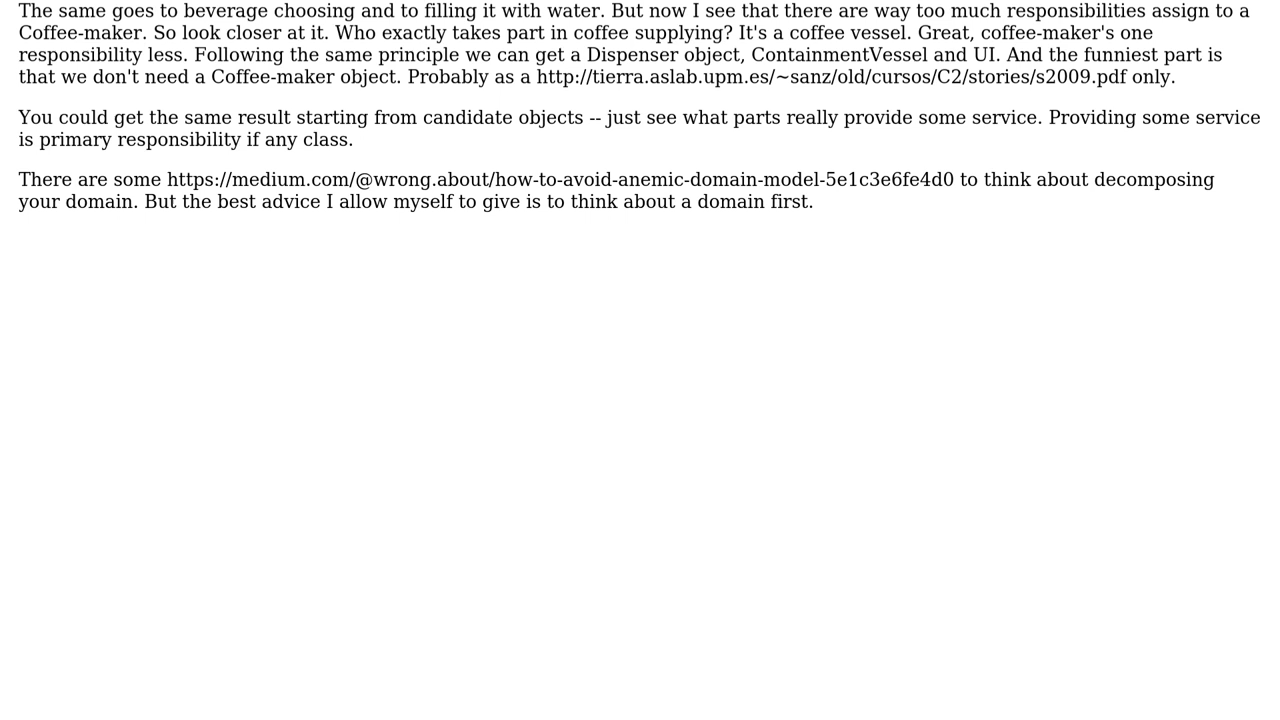 The same goes to beverage choosing and to filling it with water. But now I see that there are way too much responsibilities assign to a
Coffee-maker. So look closer at it. Who exactly takes part in coffee supplying? It's a coffee vessel. Great, coffee-maker's one
responsibility less. Following the same principle we can get a Dispenser object, ContainmentVessel and UI. And the funniest part is
that we don't need a Coffee-maker object. Probably as a http://tierra.aslab.upm.es/~sanz/old/cursos/C2/stories/s2009.pdf only.
You could get the same result starting from candidate objects -- just see what parts really provide some service. Providing some service
is primary responsibility if any class.
There are some https://medium.com/@wrong.about/how-to-avoid-anemic-domain-model-5e1c3e6fe4d0 to think about decomposing
your domain. But the best advice I allow myself to give is to think about a domain first.